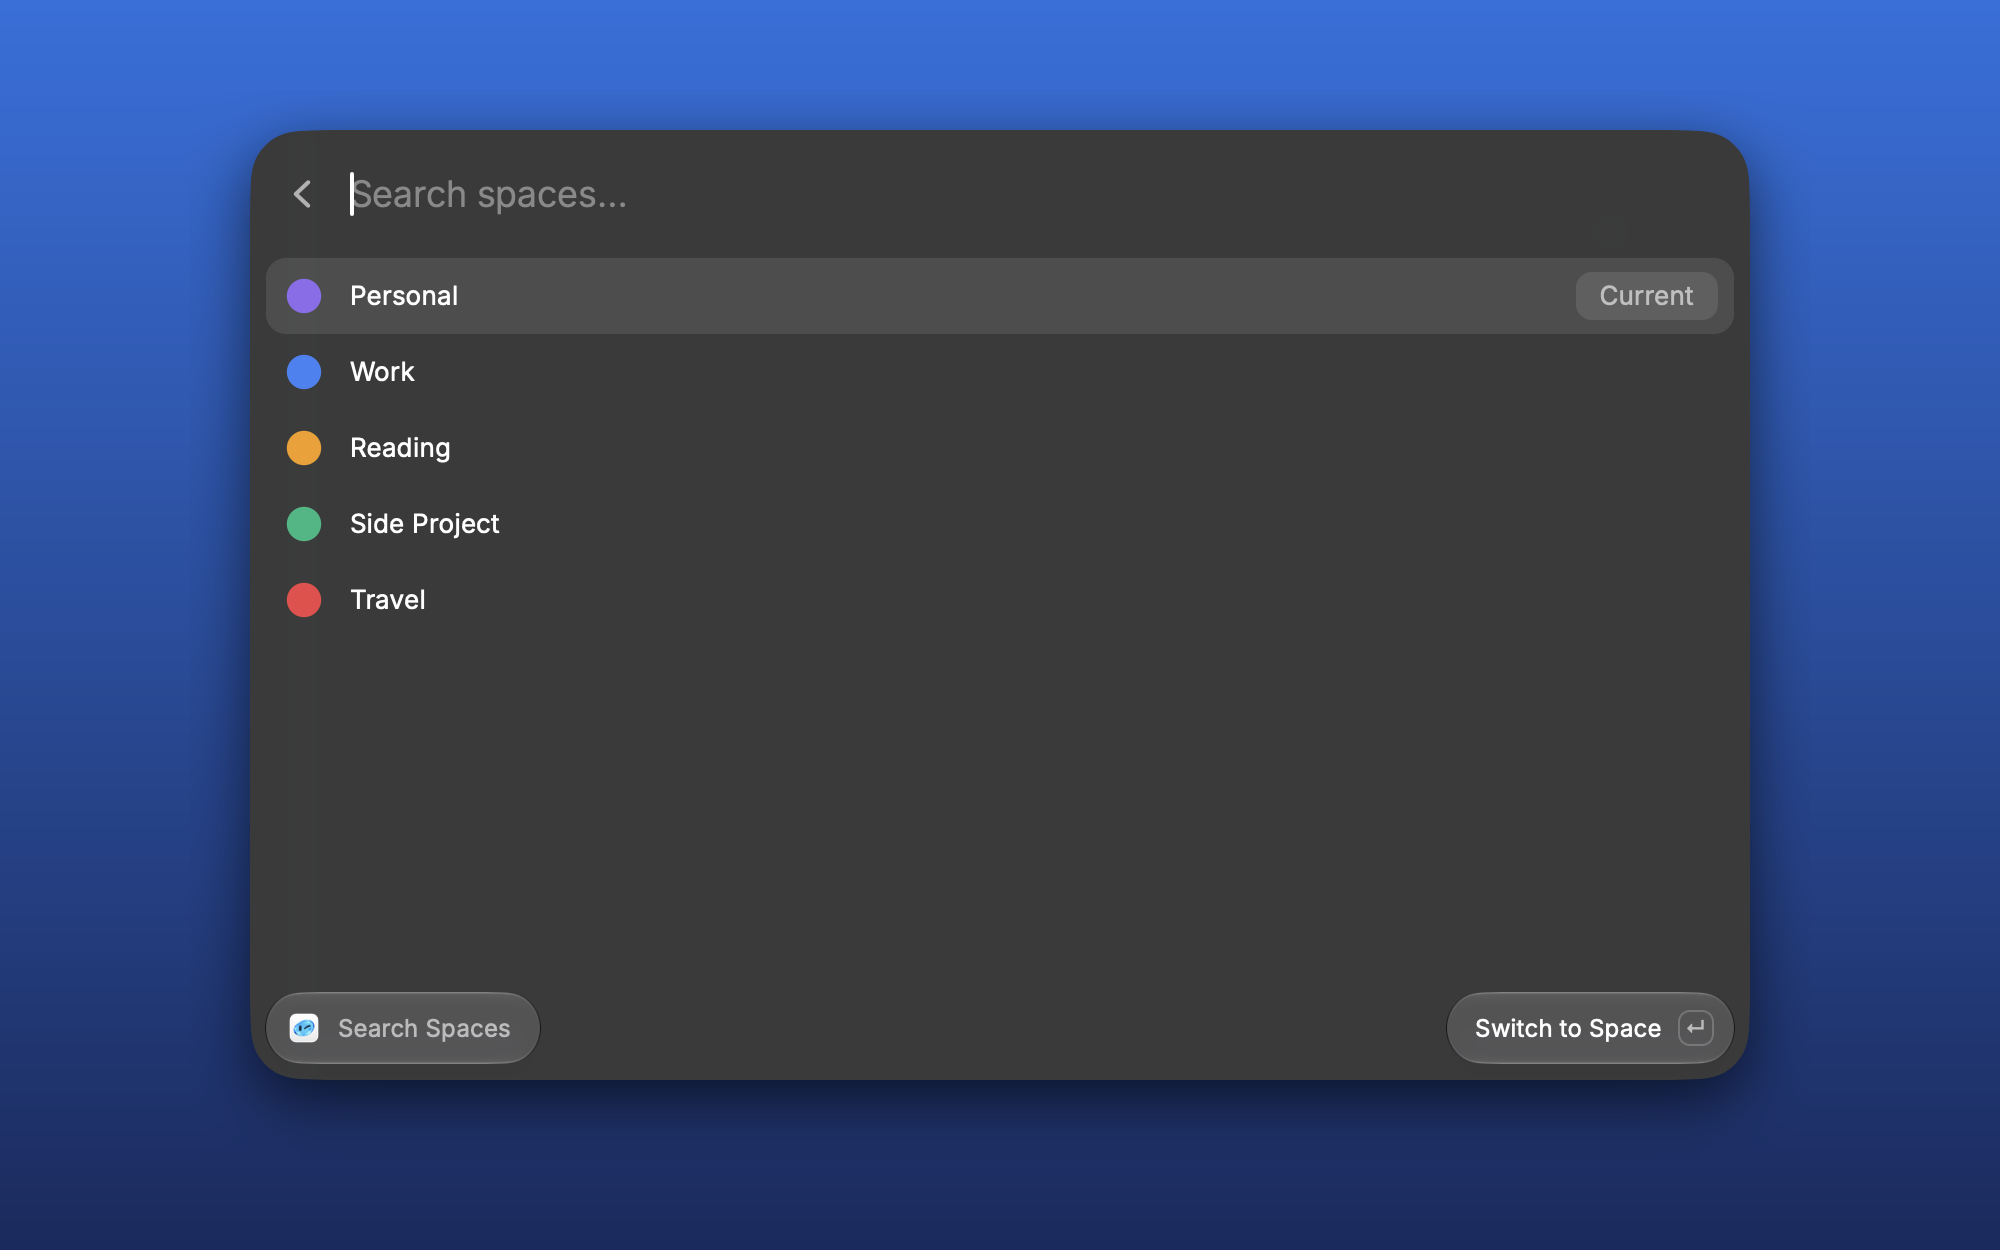 Search spaces...
Personal
Current
Work
Reading
Side Project
Travel
Search Spaces
Switch to Space